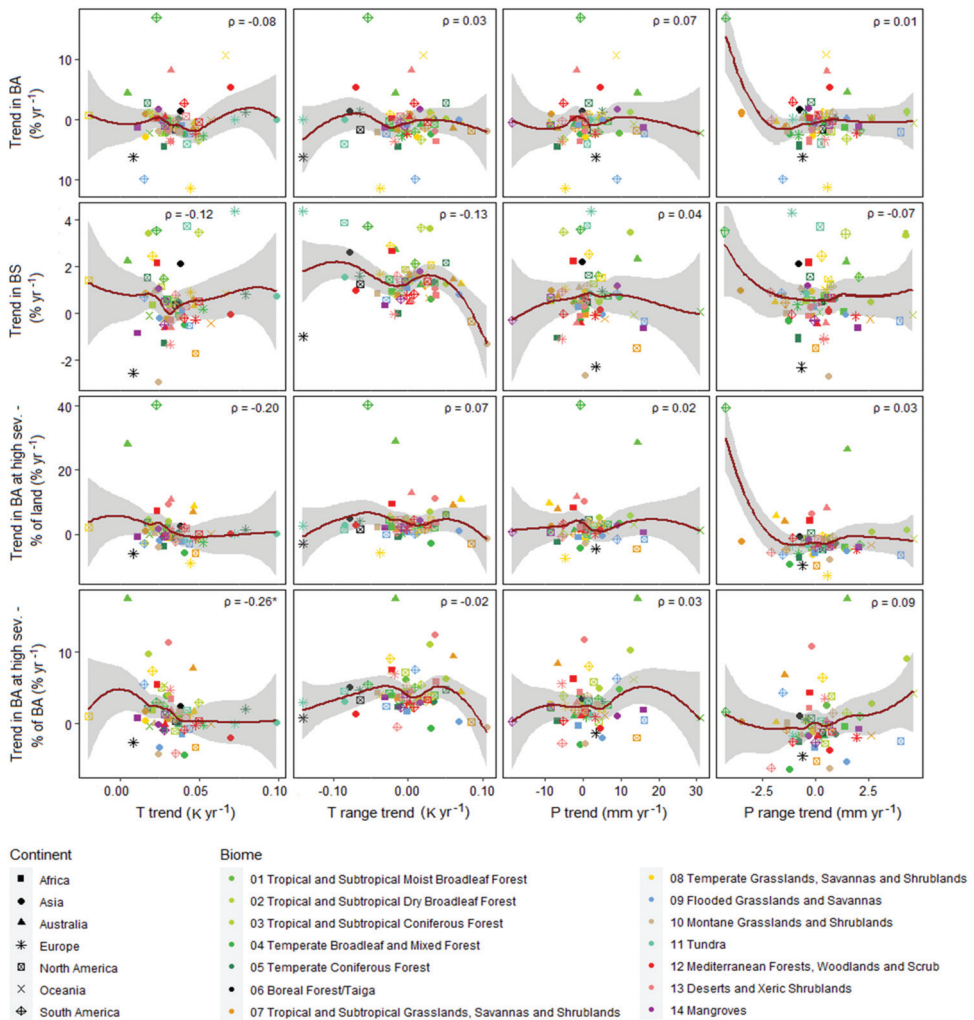 ρ = -0.08
ρ = 0.03
ρ = 0.07
ρ = 0.01
Trend in BA
(% yr⁻¹)
10
0
10
ρ = -0.12
ρ = -0.13
ρ = 0.04
ρ = -0.07
Trend in BS
(% yr⁻¹)
4
2
0
-2
ρ = -0.20
ρ = 0.07
ρ = 0.02
ρ = 0.03
Trend in BA at high sev. -
% of land (% yr⁻¹)
40
20
0
ρ = -0.26*
ρ = -0.02
ρ = 0.03
ρ = 0.09
Trend in BA at high sev. -
% of BA (% yr⁻¹)
10
0
0.00 0.05 0.10
-0.10 -0.05 0.00 0.05 0.10
-10 0 10 20 30
-2.5 0.0 2.5
T trend (K yr⁻¹)
T range trend (K yr⁻¹)
P trend (mm yr⁻¹)
P range trend (mm yr⁻¹)
Continent
Africa
Asia
Australia
Europe
North America
Oceania
South America
Biome
01 Tropical and Subtropical Moist Broadleaf Forest
02 Tropical and Subtropical Dry Broadleaf Forest
03 Tropical and Subtropical Coniferous Forest
04 Temperate Broadleaf and Mixed Forest
05 Temperate Coniferous Forest
06 Boreal Forest/Taiga
07 Tropical and Subtropical Grasslands, Savannas and Shrublands
08 Temperate Grasslands, Savannas and Shrublands
09 Flooded Grasslands and Savannas
10 Montane Grasslands and Shrublands
11 Tundra
12 Mediterranean Forests, Woodlands and Scrub
13 Deserts and Xeric Shrublands
14 Mangroves